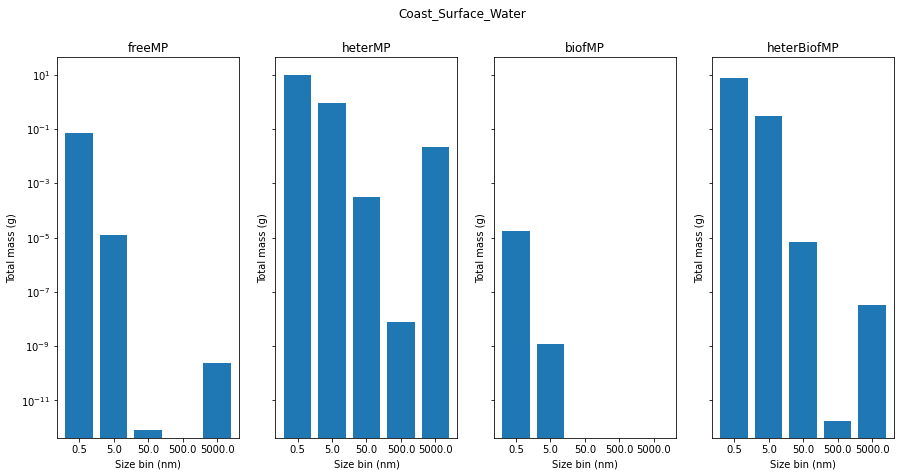 Coast_Surface_Water
freeMP
heterMP
biofMP
heterBiofMP
Total mass (g)
10^1
10^−1
10^−3
10^−5
10^−7
10^−9
10^−11
Total mass (g)
Total mass (g)
Total mass (g)
0.5 5.0 50.0 500.0 5000.0
0.5 5.0 50.0 500.0 5000.0
0.5 5.0 50.0 500.0 5000.0
0.5 5.0 50.0 500.0 5000.0
Size bin (nm)
Size bin (nm)
Size bin (nm)
Size bin (nm)